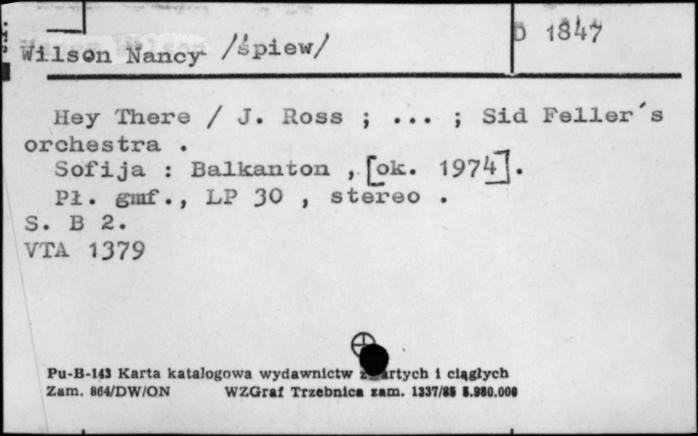 Wilson Nancy /śpiew/
D 1847
Hey There / J. Ross ; ... ; Sid Feller´s
orchestra .
Sofija : Balkanton , [ok. 1974].
Pł. gmf., LP 30 , stereo .
S. B 2.
VTA 1379
Pu-B-143 Karta katalogowa wydawnictw zwartych i ciągłych
Zam. 864/DW/ON WZGraf Trzebnica zam. 1337/85 5.980.000